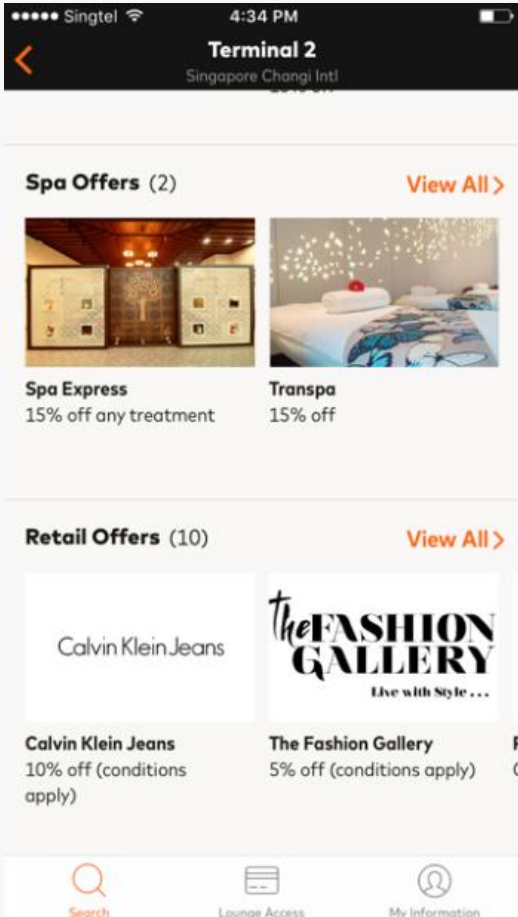 Singtel
4:34 PM
Terminal 2
Singapore Changi Intl
Spa Offers (2)
View All
Spa Express
15% off any treatment
Transpa
15% off
Retail Offers (10)
View All
Calvin Klein Jeans
The FASHION
GALLERY
Live with Style . . .
Calvin Klein Jeans
10% off (conditions
apply)
The Fashion Gallery
5% off (conditions apply)
Search
Lounge Access
My Information